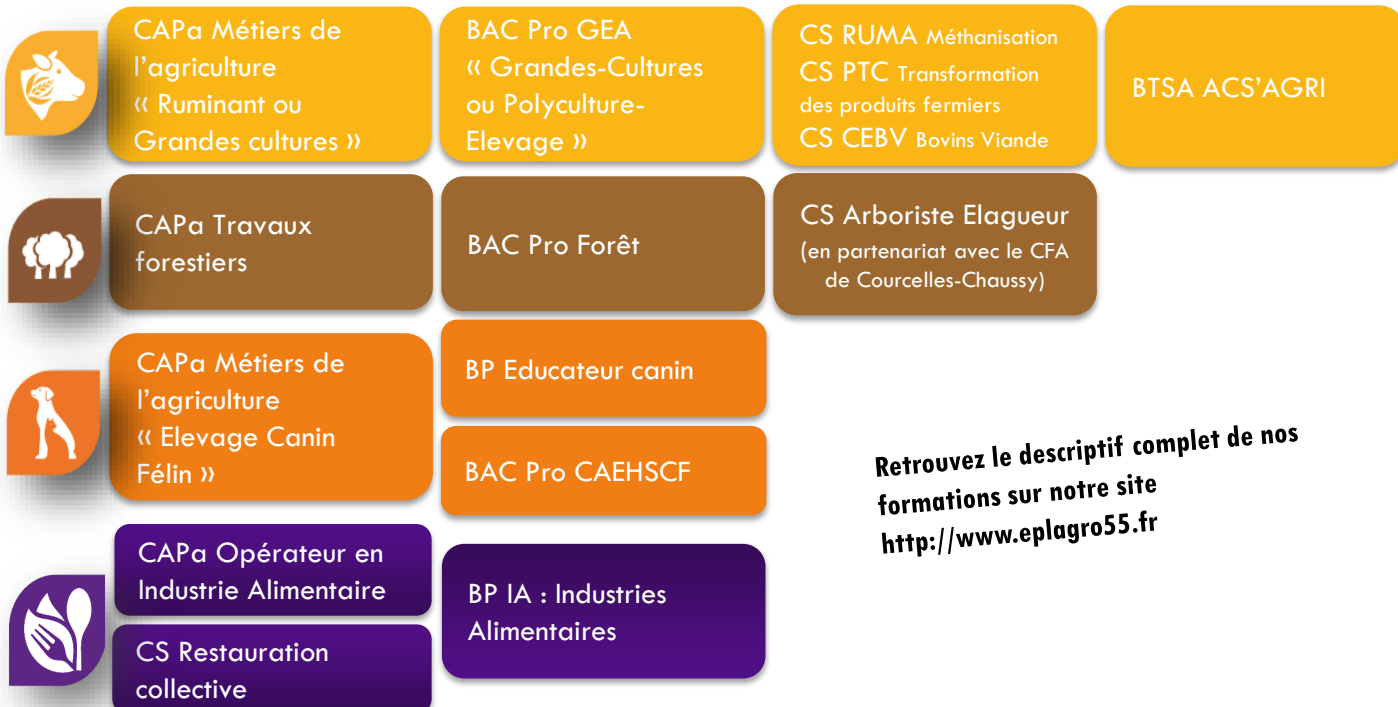 CAPa Métiers de
l'agriculture
« Ruminant ou
Grandes cultures »
BAC Pro GEA
« Grandes-Cultures
ou Polyculture-
Elevage »
CS RUMA Méthanisation
CS PTC Transformation
des produits fermiers
CS CEBV Bovins Viande
BTSA ACS'AGRI
CAPa Travaux
forestiers
BAC Pro Forêt
CS Arboriste Elagueur
(en partenariat avec le CFA
de Courcelles-Chaussy)
CAPa Métiers de
l'agriculture
« Elevage Canin
Félin »
BP Educateur canin
BAC Pro CAEHSCF
Retrouvez le descriptif complet de nos
formations sur notre site
http://www.eplagro55.fr
CAPa Opérateur en
Industrie Alimentaire
CS Restauration
collective
BP IA : Industries
Alimentaires